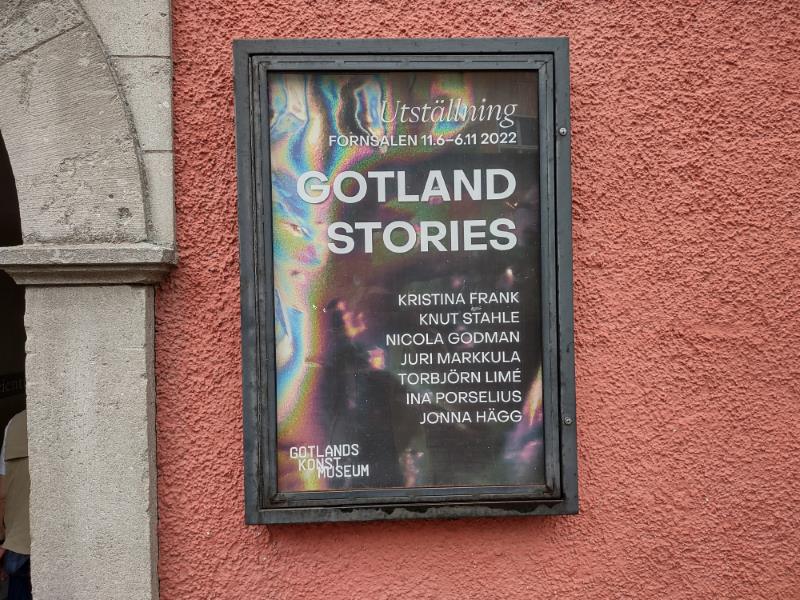 Utställning
FORNSALEN 11.6–6.11 2022
GOTLAND
STORIES
KRISTINA FRANK
KNUT STAHLE
NICOLA GODMAN
JURI MARKKULA
TORBJÖRN LIMÉ
INA PORSELIUS
JONNA HÄGG
GOTLANDS
KONST
MUSEUM